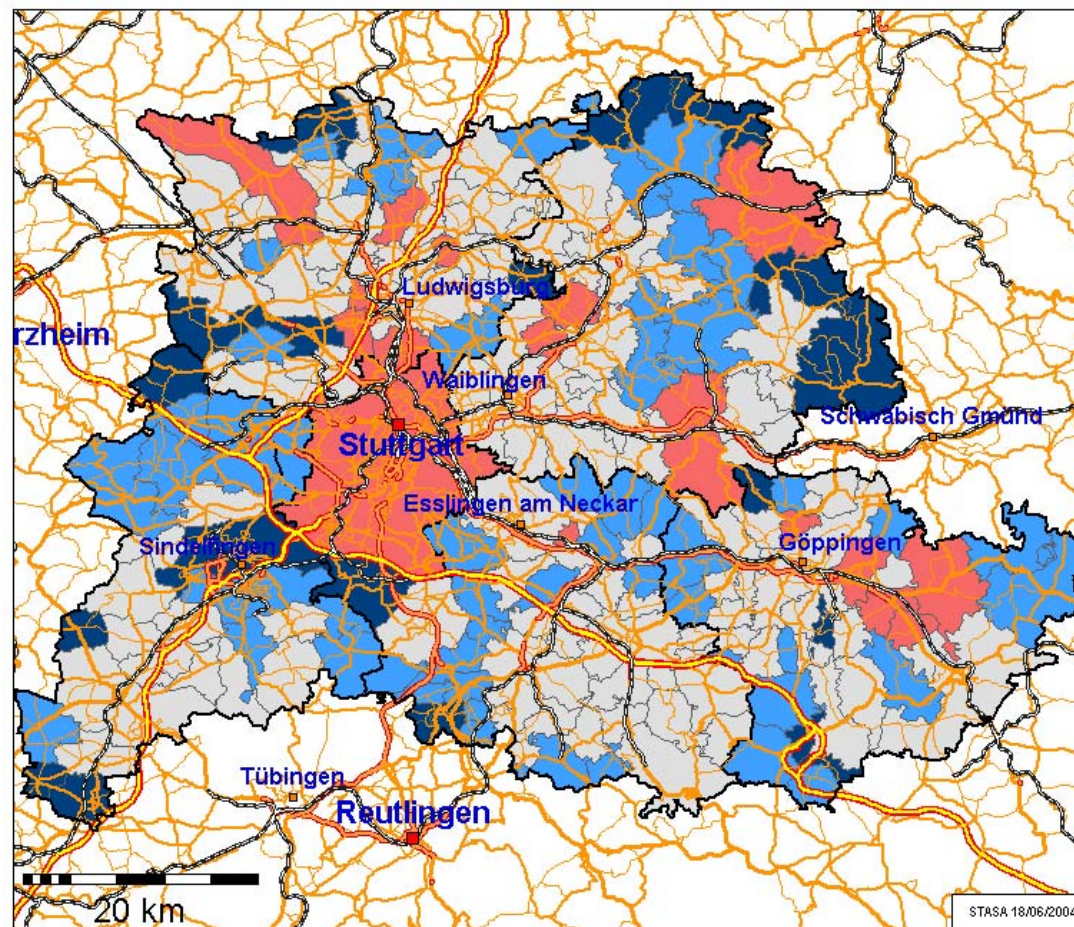 Ludwigsburg
rzheim
Waiblingen
Schwäbisch Gmünd
Stuttgart
Esslingen am Neckar
Sindelfingen
Göppingen
Tübingen
Reutlingen
20 km
STASA 18/06/2004